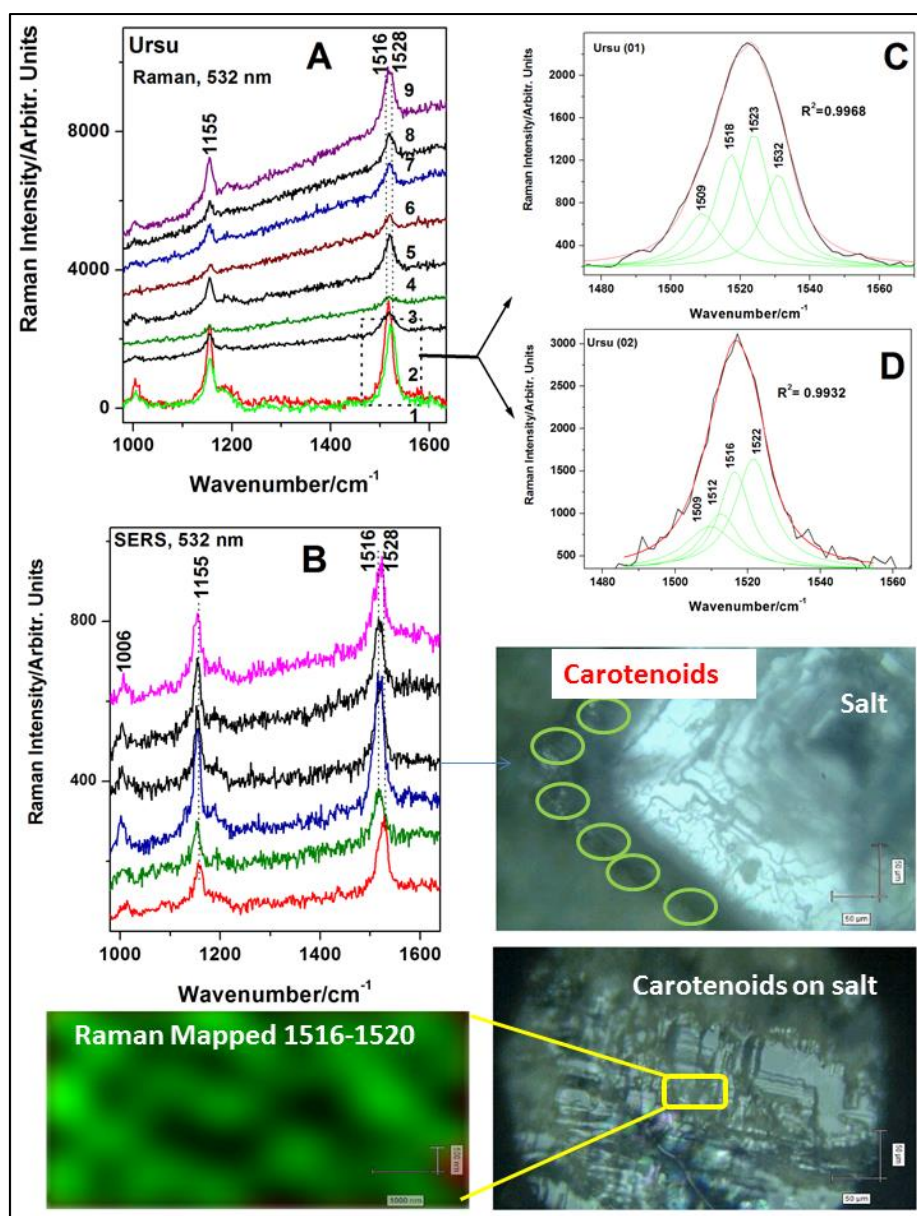 Ursu
Raman, 532 nm
A
1516
1528
1155
9
8
7
6
5
4
3
2
1
8000
4000
0
Raman Intensity/Arbitr. Units
1000 1200 1400 1600
Wavenumber/cm⁻¹
Ursu (01)
C
R²=0.9968
1509
1518
1523
1532
2000
1600
1200
800
400
Raman Intensity/Arbitr. Units
1480 1500 1520 1540 1560
Wavenumber/cm⁻¹
Ursu (02)
D
R²= 0.9932
1509
1512
1516
1522
3000
2500
2000
1500
1000
500
Raman Intensity/Arbitr. Units
1480 1500 1520 1540 1560
Wavenumber/cm⁻¹
SERS, 532 nm
B
1006
1155
1516
1528
800
400
Raman Intensity/Arbitr. Units
1000 1200 1400 1600
Wavenumber/cm⁻¹
Carotenoids
Salt
50 µm
50 µm
Raman Mapped 1516-1520
1000 nm
Carotenoids on salt
50 µm
50 µm